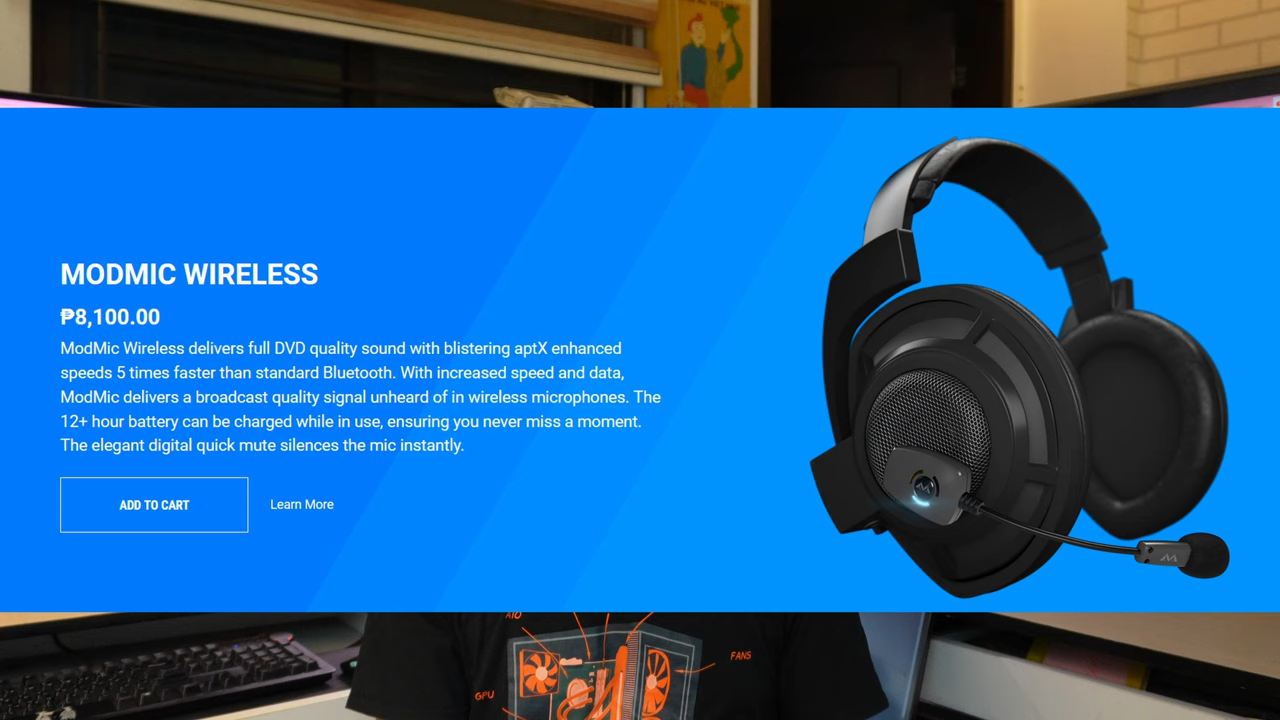 MODMIC WIRELESS
₱8,100.00
ModMic Wireless delivers full DVD quality sound with blistering aptX enhanced
speeds 5 times faster than standard Bluetooth. With increased speed and data,
ModMic delivers a broadcast quality signal unheard of in wireless microphones. The
12+ hour battery can be charged while in use, ensuring you never miss a moment.
The elegant digital quick mute silences the mic instantly.
ADD TO CART
Learn More
AIO
FANS
GPU